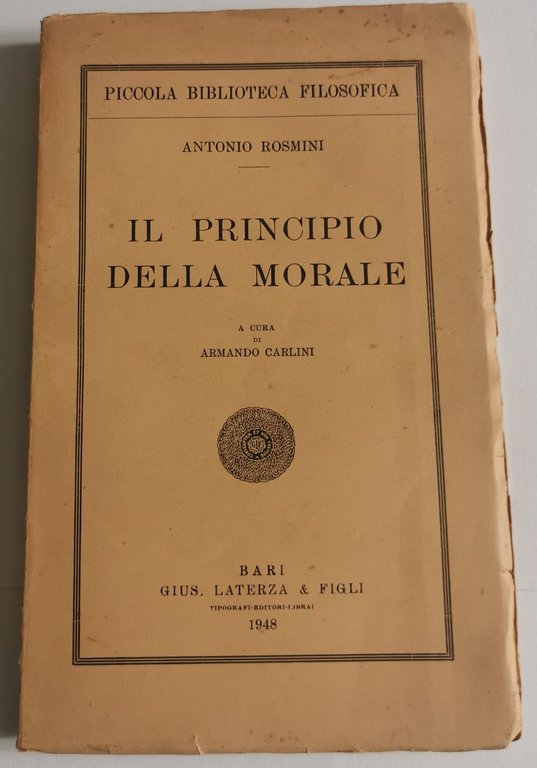 PICCOLA BIBLIOTECA FILOSOFICA
ANTONIO ROSMINI
IL PRINCIPIO
DELLA MORALE
A CURA
DI
ARMANDO CARLINI
BARI
GIUS. LATERZA & FIGLI
TIPOGRAFI-EDITORI-LIBRAI
1948